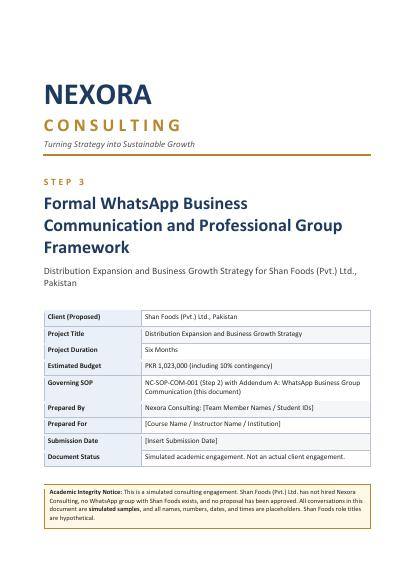 NEXORA
CONSULTING
Turning Strategy into Sustainable Growth
STEP 3
Formal WhatsApp Business
Communication and Professional Group
Framework
Distribution Expansion and Business Growth Strategy for Shan Foods (Pvt.) Ltd.,
Pakistan
Client (Proposed) Shan Foods (Pvt.) Ltd., Pakistan
Project Title Distribution Expansion and Business Growth Strategy
Project Duration Six Months
Estimated Budget PKR 1,023,000 (including 10% contingency)
Governing SOP NC-SOP-COM-001 (Step 2) with Addendum A: WhatsApp Business Group
Communication (this document)
Prepared By Nexora Consulting: [Team Member Names / Student IDs]
Prepared For [Course Name / Instructor Name / Institution]
Submission Date [Insert Submission Date]
Document Status Simulated academic engagement. Not an actual client engagement.
Academic Integrity Notice: This is a simulated consulting engagement. Shan Foods (Pvt.) Ltd. has not hired Nexora
Consulting, no WhatsApp group with Shan Foods exists, and no proposal has been approved. All conversations in this
document are simulated samples, and all names, numbers, dates, and times are placeholders. Shan Foods role titles
are hypothetical.